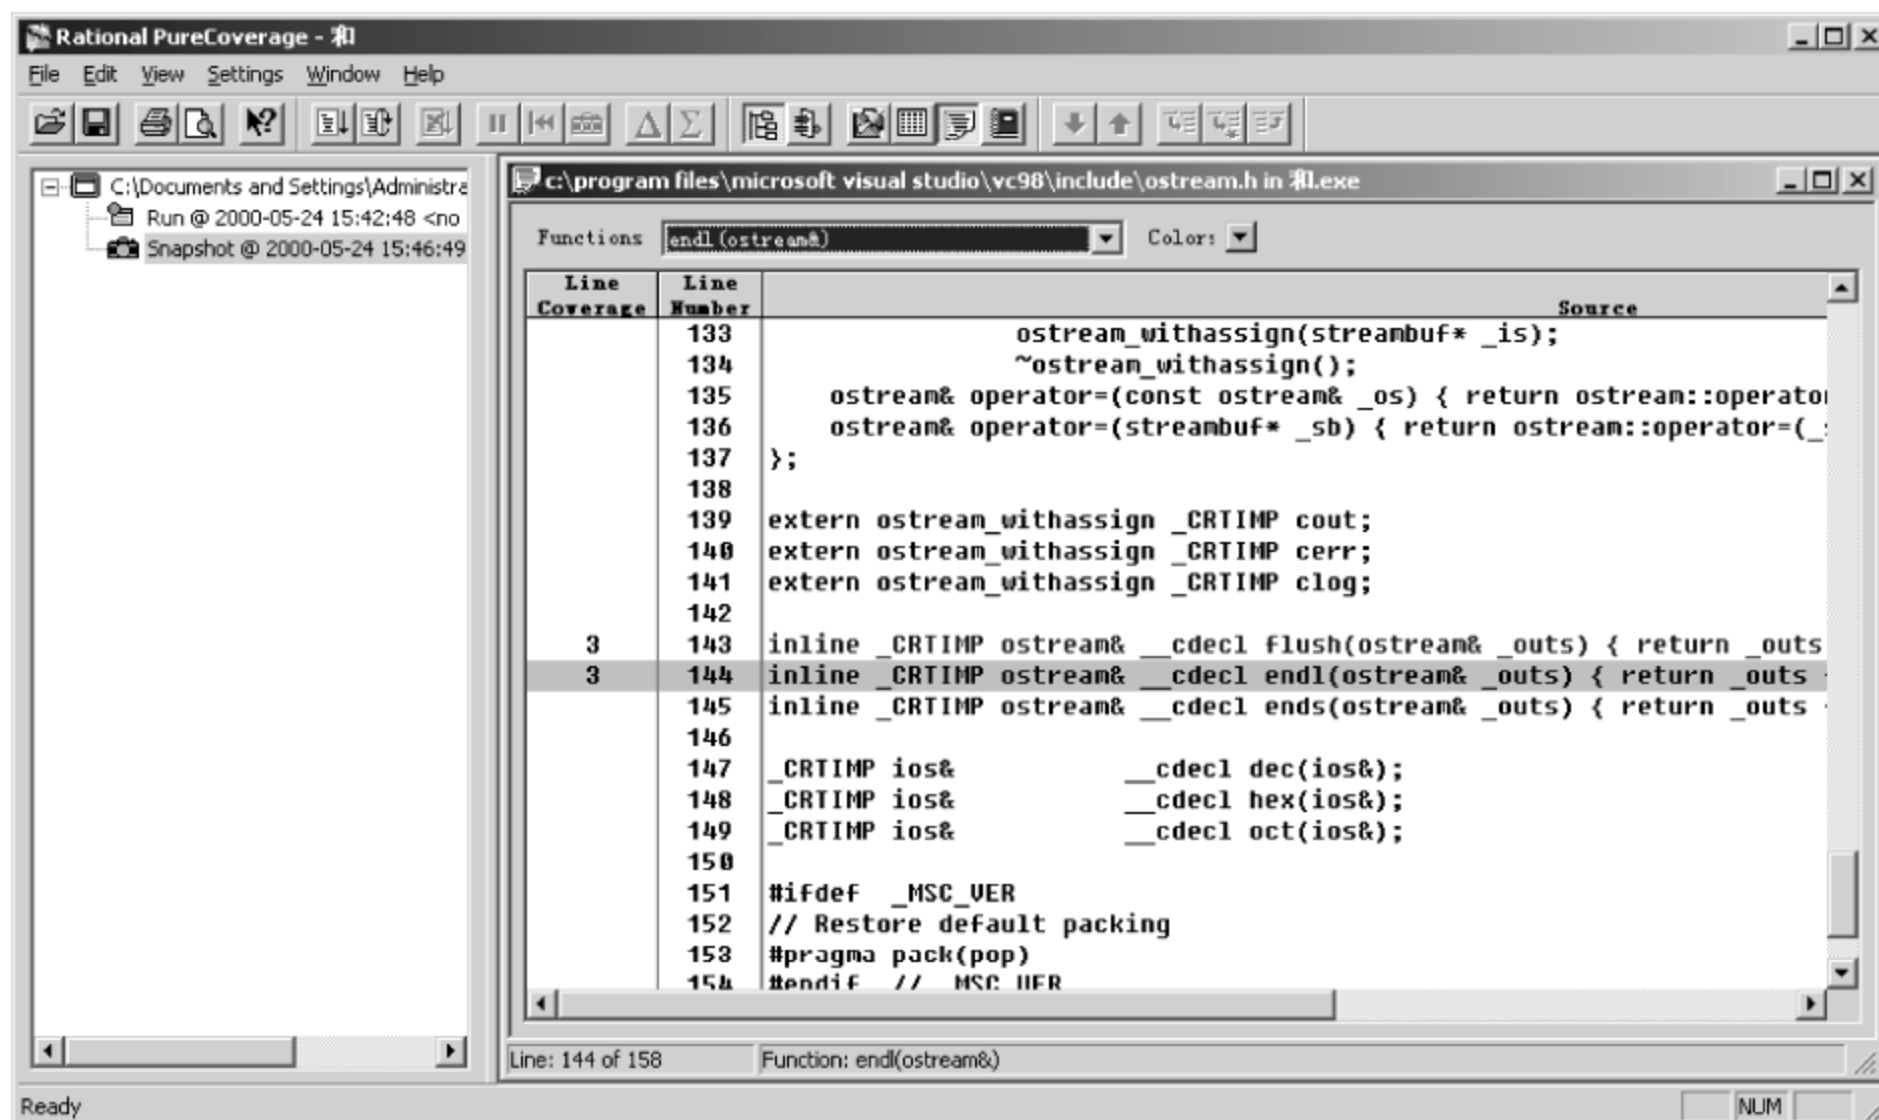 Rational PureCoverage - 和
File Edit View Settings Window Help
C:\Documents and Settings\Administra
Run @ 2000-05-24 15:42:48 <no
Snapshot @ 2000-05-24 15:46:49
c:\program files\microsoft visual studio\vc98\include\ostream.h in 和.exe
Functions endl(ostream&) Color:
Line Coverage Line Number Source
133 ostream_withassign(streambuf* _is);
134 ~ostream_withassign();
135 ostream& operator=(const ostream& _os) { return ostream::operato
136 ostream& operator=(streambuf* _sb) { return ostream::operator=(_
137 };
138
139 extern ostream_withassign _CRTIMP cout;
140 extern ostream_withassign _CRTIMP cerr;
141 extern ostream_withassign _CRTIMP clog;
142
3 143 inline _CRTIMP ostream& __cdecl flush(ostream& _outs) { return _outs
3 144 inline _CRTIMP ostream& __cdecl endl(ostream& _outs) { return _outs
145 inline _CRTIMP ostream& __cdecl ends(ostream& _outs) { return _outs
146
147 _CRTIMP ios& __cdecl dec(ios&);
148 _CRTIMP ios& __cdecl hex(ios&);
149 _CRTIMP ios& __cdecl oct(ios&);
150
151 #ifdef _MSC_VER
152 // Restore default packing
153 #pragma pack(pop)
154 #endif // _MSC_VER
Line: 144 of 158 Function: endl(ostream&)
Ready NUM